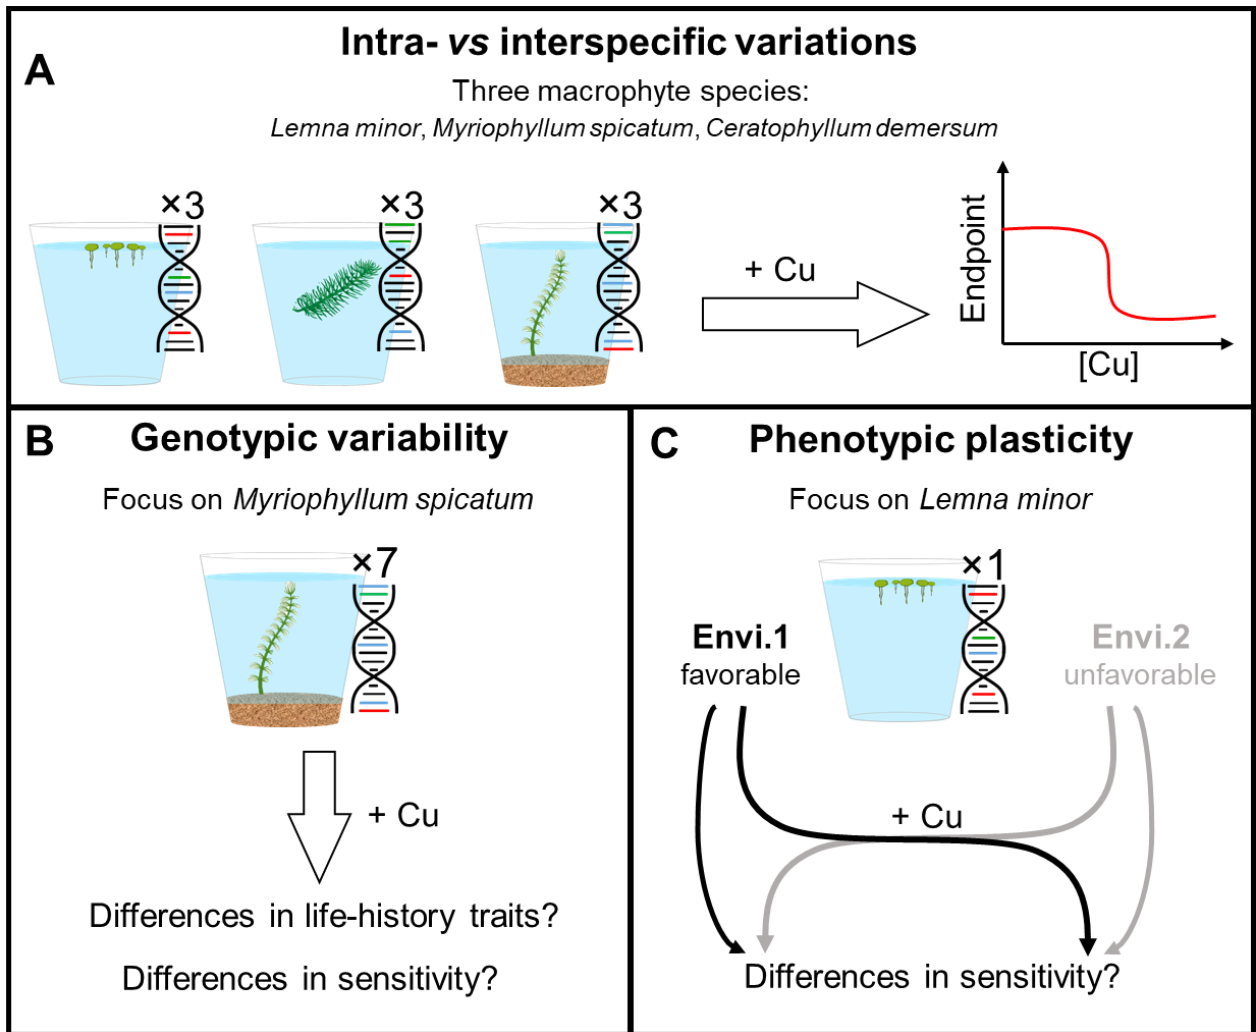 A
Intra- vs interspecific variations
Three macrophyte species:
Lemna minor, Myriophyllum spicatum, Ceratophyllum demersum
×3
×3
×3
+ Cu
Endpoint
[Cu]
B
Genotypic variability
Focus on Myriophyllum spicatum
×7
+ Cu
Differences in life-history traits?
Differences in sensitivity?
C
Phenotypic plasticity
Focus on Lemna minor
×1
Envi.1
favorable
Envi.2
unfavorable
+ Cu
Differences in sensitivity?